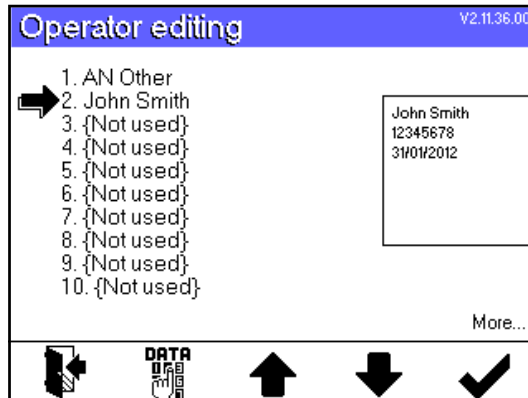 Operator editing
V2.11.36.00
1. AN Other
2. John Smith
3. {Not used}
4. {Not used}
5. {Not used}
6. {Not used}
7. {Not used}
8. {Not used}
9. {Not used}
10. {Not used}
John Smith
12345678
31/01/2012
More...
DATA